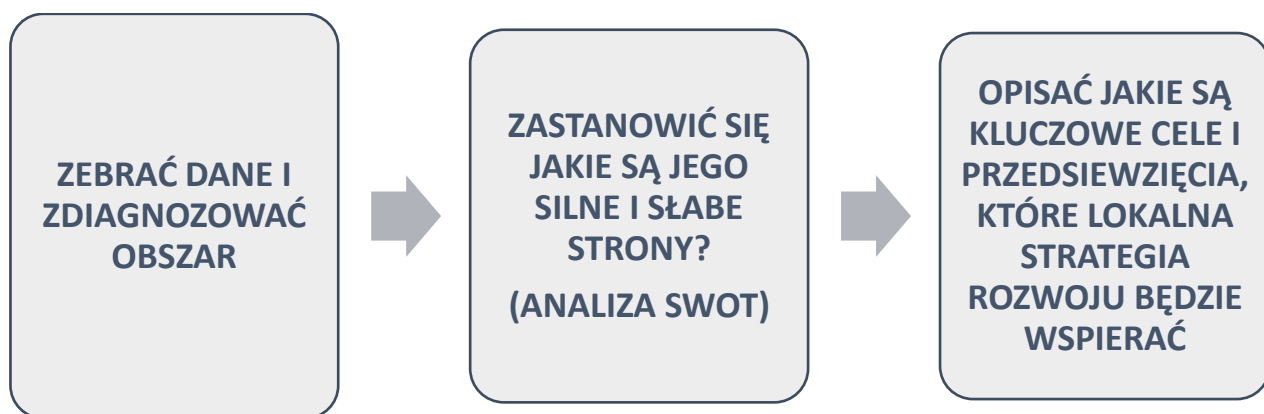 ZEBRAĆ DANE I
ZDIAGNOZOWAĆ
OBSZAR
ZASTANOWIĆ SIĘ
JAKIE SĄ JEGO
SILNE I SŁABE
STRONY?
(ANALIZA SWOT)
OPISAĆ JAKIE SĄ
KLUCZOWE CELE I
PRZEDSIEWZIĘCIA,
KTÓRE LOKALNA
STRATEGIA
ROZWOJU BĘDZIE
WSPIERAĆ